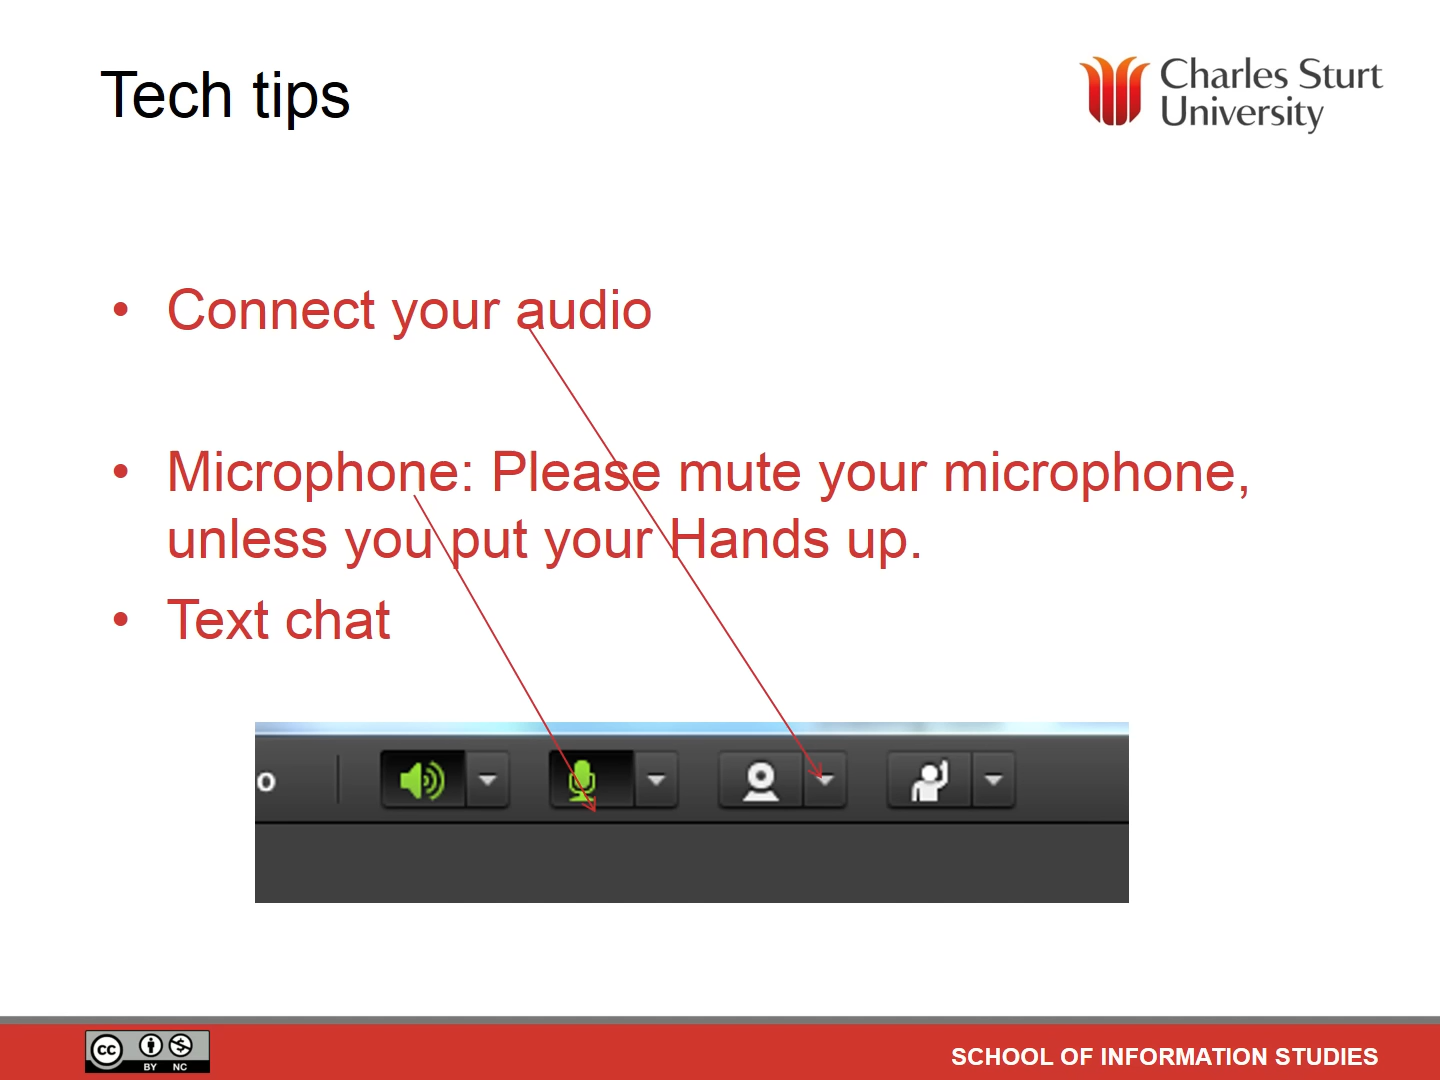 Tech tips
Charles Sturt
University
• Connect your audio
• Microphone: Please mute your microphone,
unless you put your Hands up.
• Text chat
o
cc
BY NC
SCHOOL OF INFORMATION STUDIES